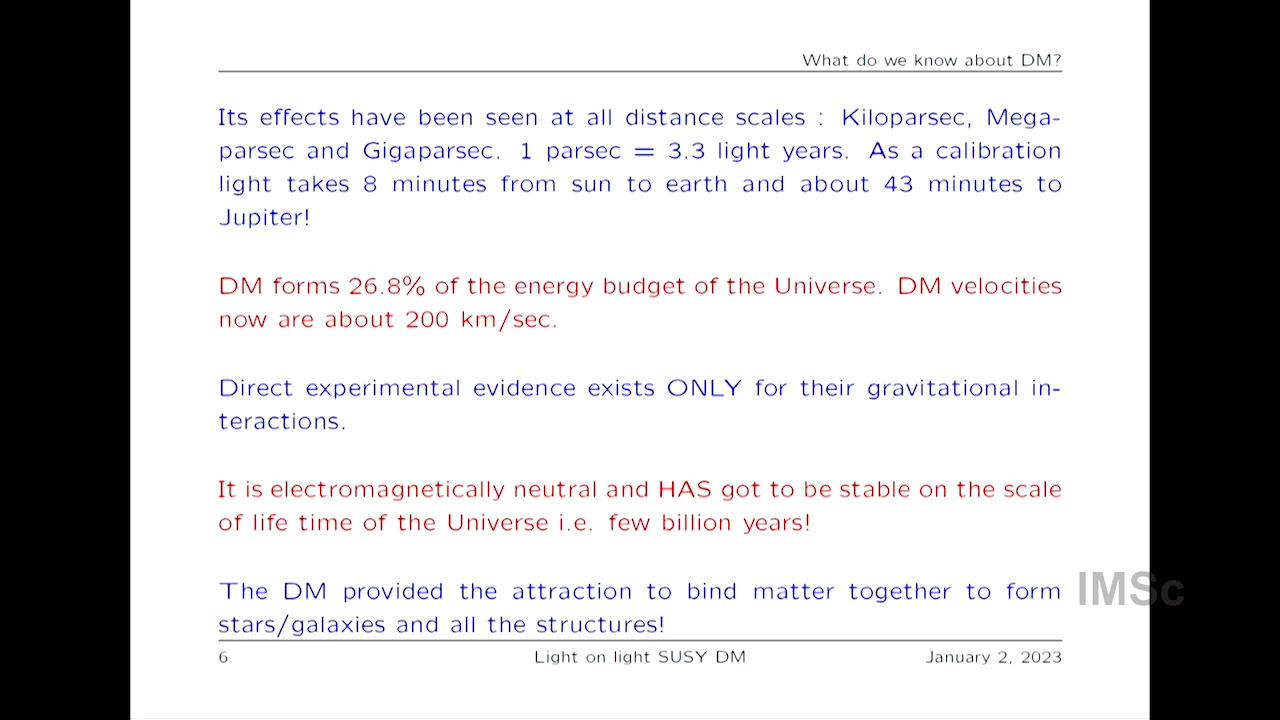 What do we know about DM?
Its effects have been seen at all distance scales : Kiloparsec, Mega-
parsec and Gigaparsec. 1 parsec = 3.3 light years. As a calibration
light takes 8 minutes from sun to earth and about 43 minutes to
Jupiter!
DM forms 26.8% of the energy budget of the Universe. DM velocities
now are about 200 km/sec.
Direct experimental evidence exists ONLY for their gravitational in-
teractions.
It is electromagnetically neutral and HAS got to be stable on the scale
of life time of the Universe i.e. few billion years!
The DM provided the attraction to bind matter together to form
stars/galaxies and all the structures!
IMSc
6 Light on light SUSY DM January 2, 2023